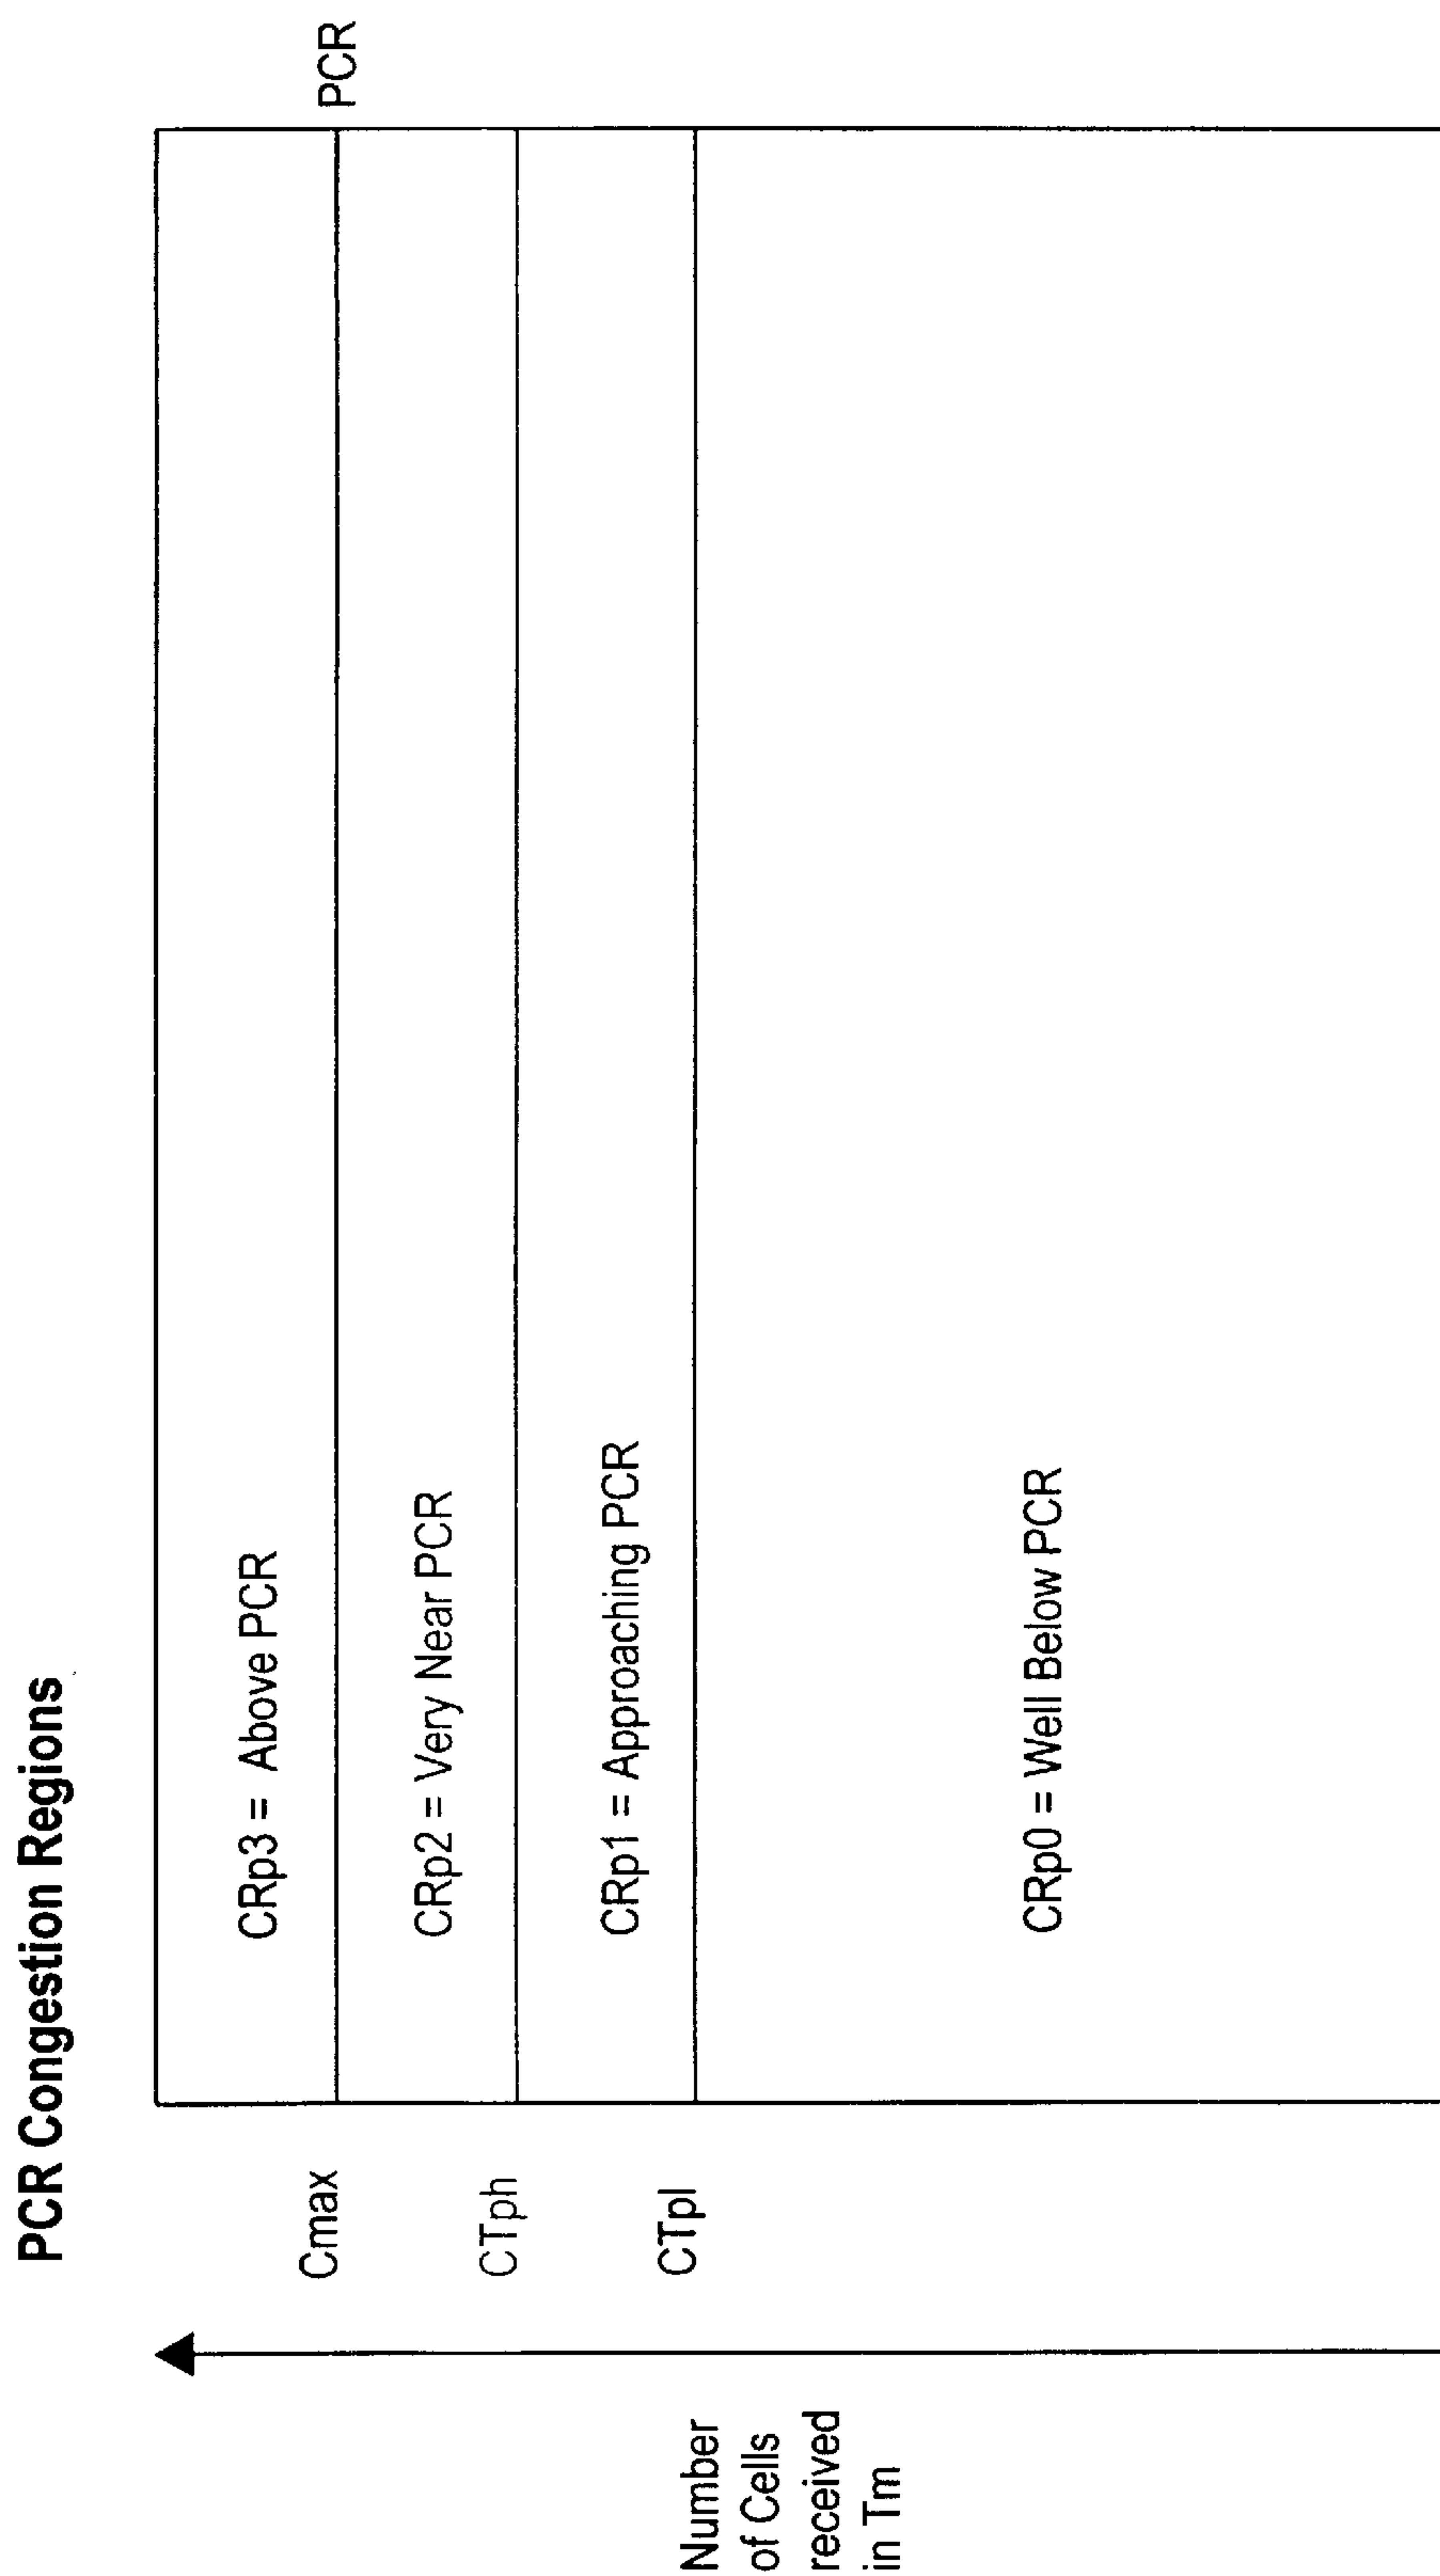 PCR Congestion Regions
PCR
Cmax
CRp3 = Above PCR
CTph
CRp2 = Very Near PCR
CTpl
CRp1 = Approaching PCR
Number
of Cells
received
in Tm
CRp0 = Well Below PCR